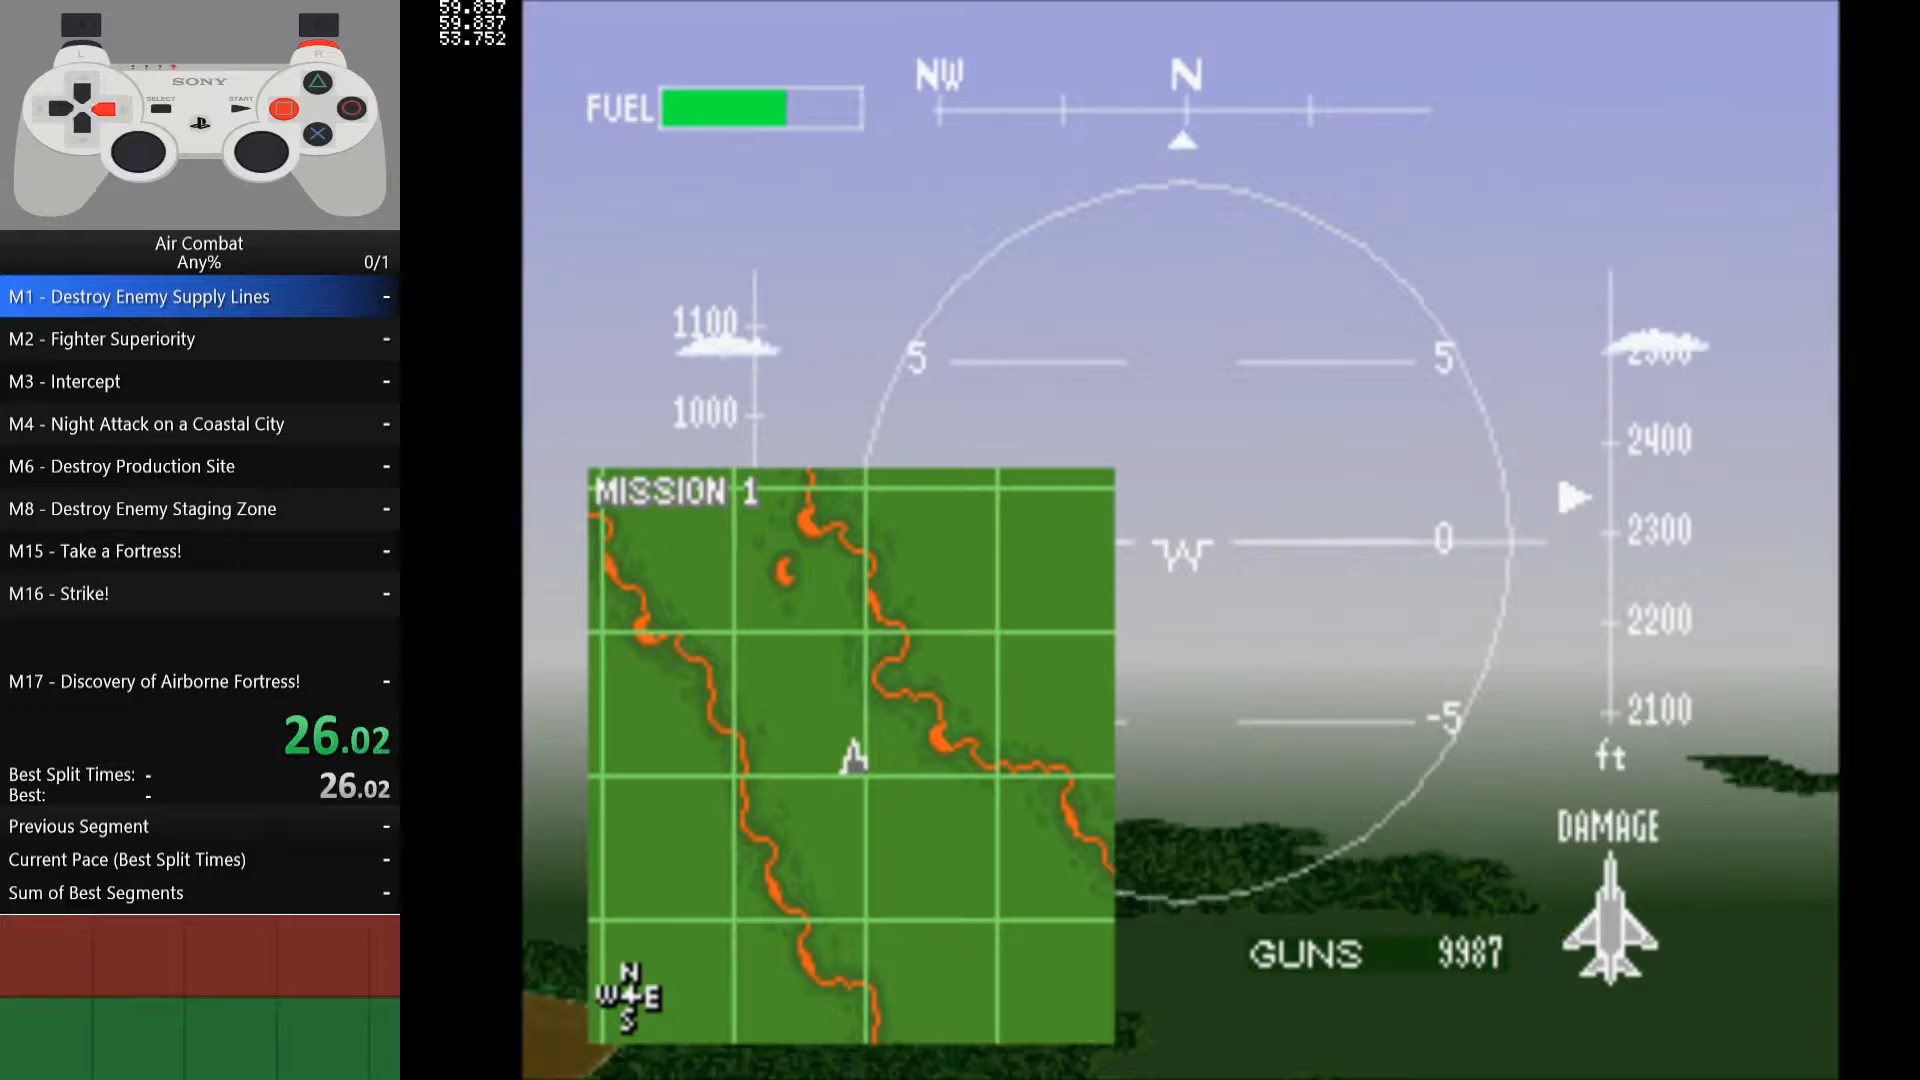 59.837
59.837
53.752
L
R
SONY
SELECT
START
Air Combat
Any%
0/1
M1 - Destroy Enemy Supply Lines -
M2 - Fighter Superiority -
M3 - Intercept -
M4 - Night Attack on a Coastal City -
M6 - Destroy Production Site -
M8 - Destroy Enemy Staging Zone -
M15 - Take a Fortress! -
M16 - Strike! -
M17 - Discovery of Airborne Fortress! -
26.02
Best Split Times: -
Best: -
26.02
Previous Segment -
Current Pace (Best Split Times) -
Sum of Best Segments -
FUEL
NW
N
1100
1000
5
5
0
-5
2400
2300
2200
2100
ft
DAMAGE
GUNS 9987
MISSION 1
N
W E
S